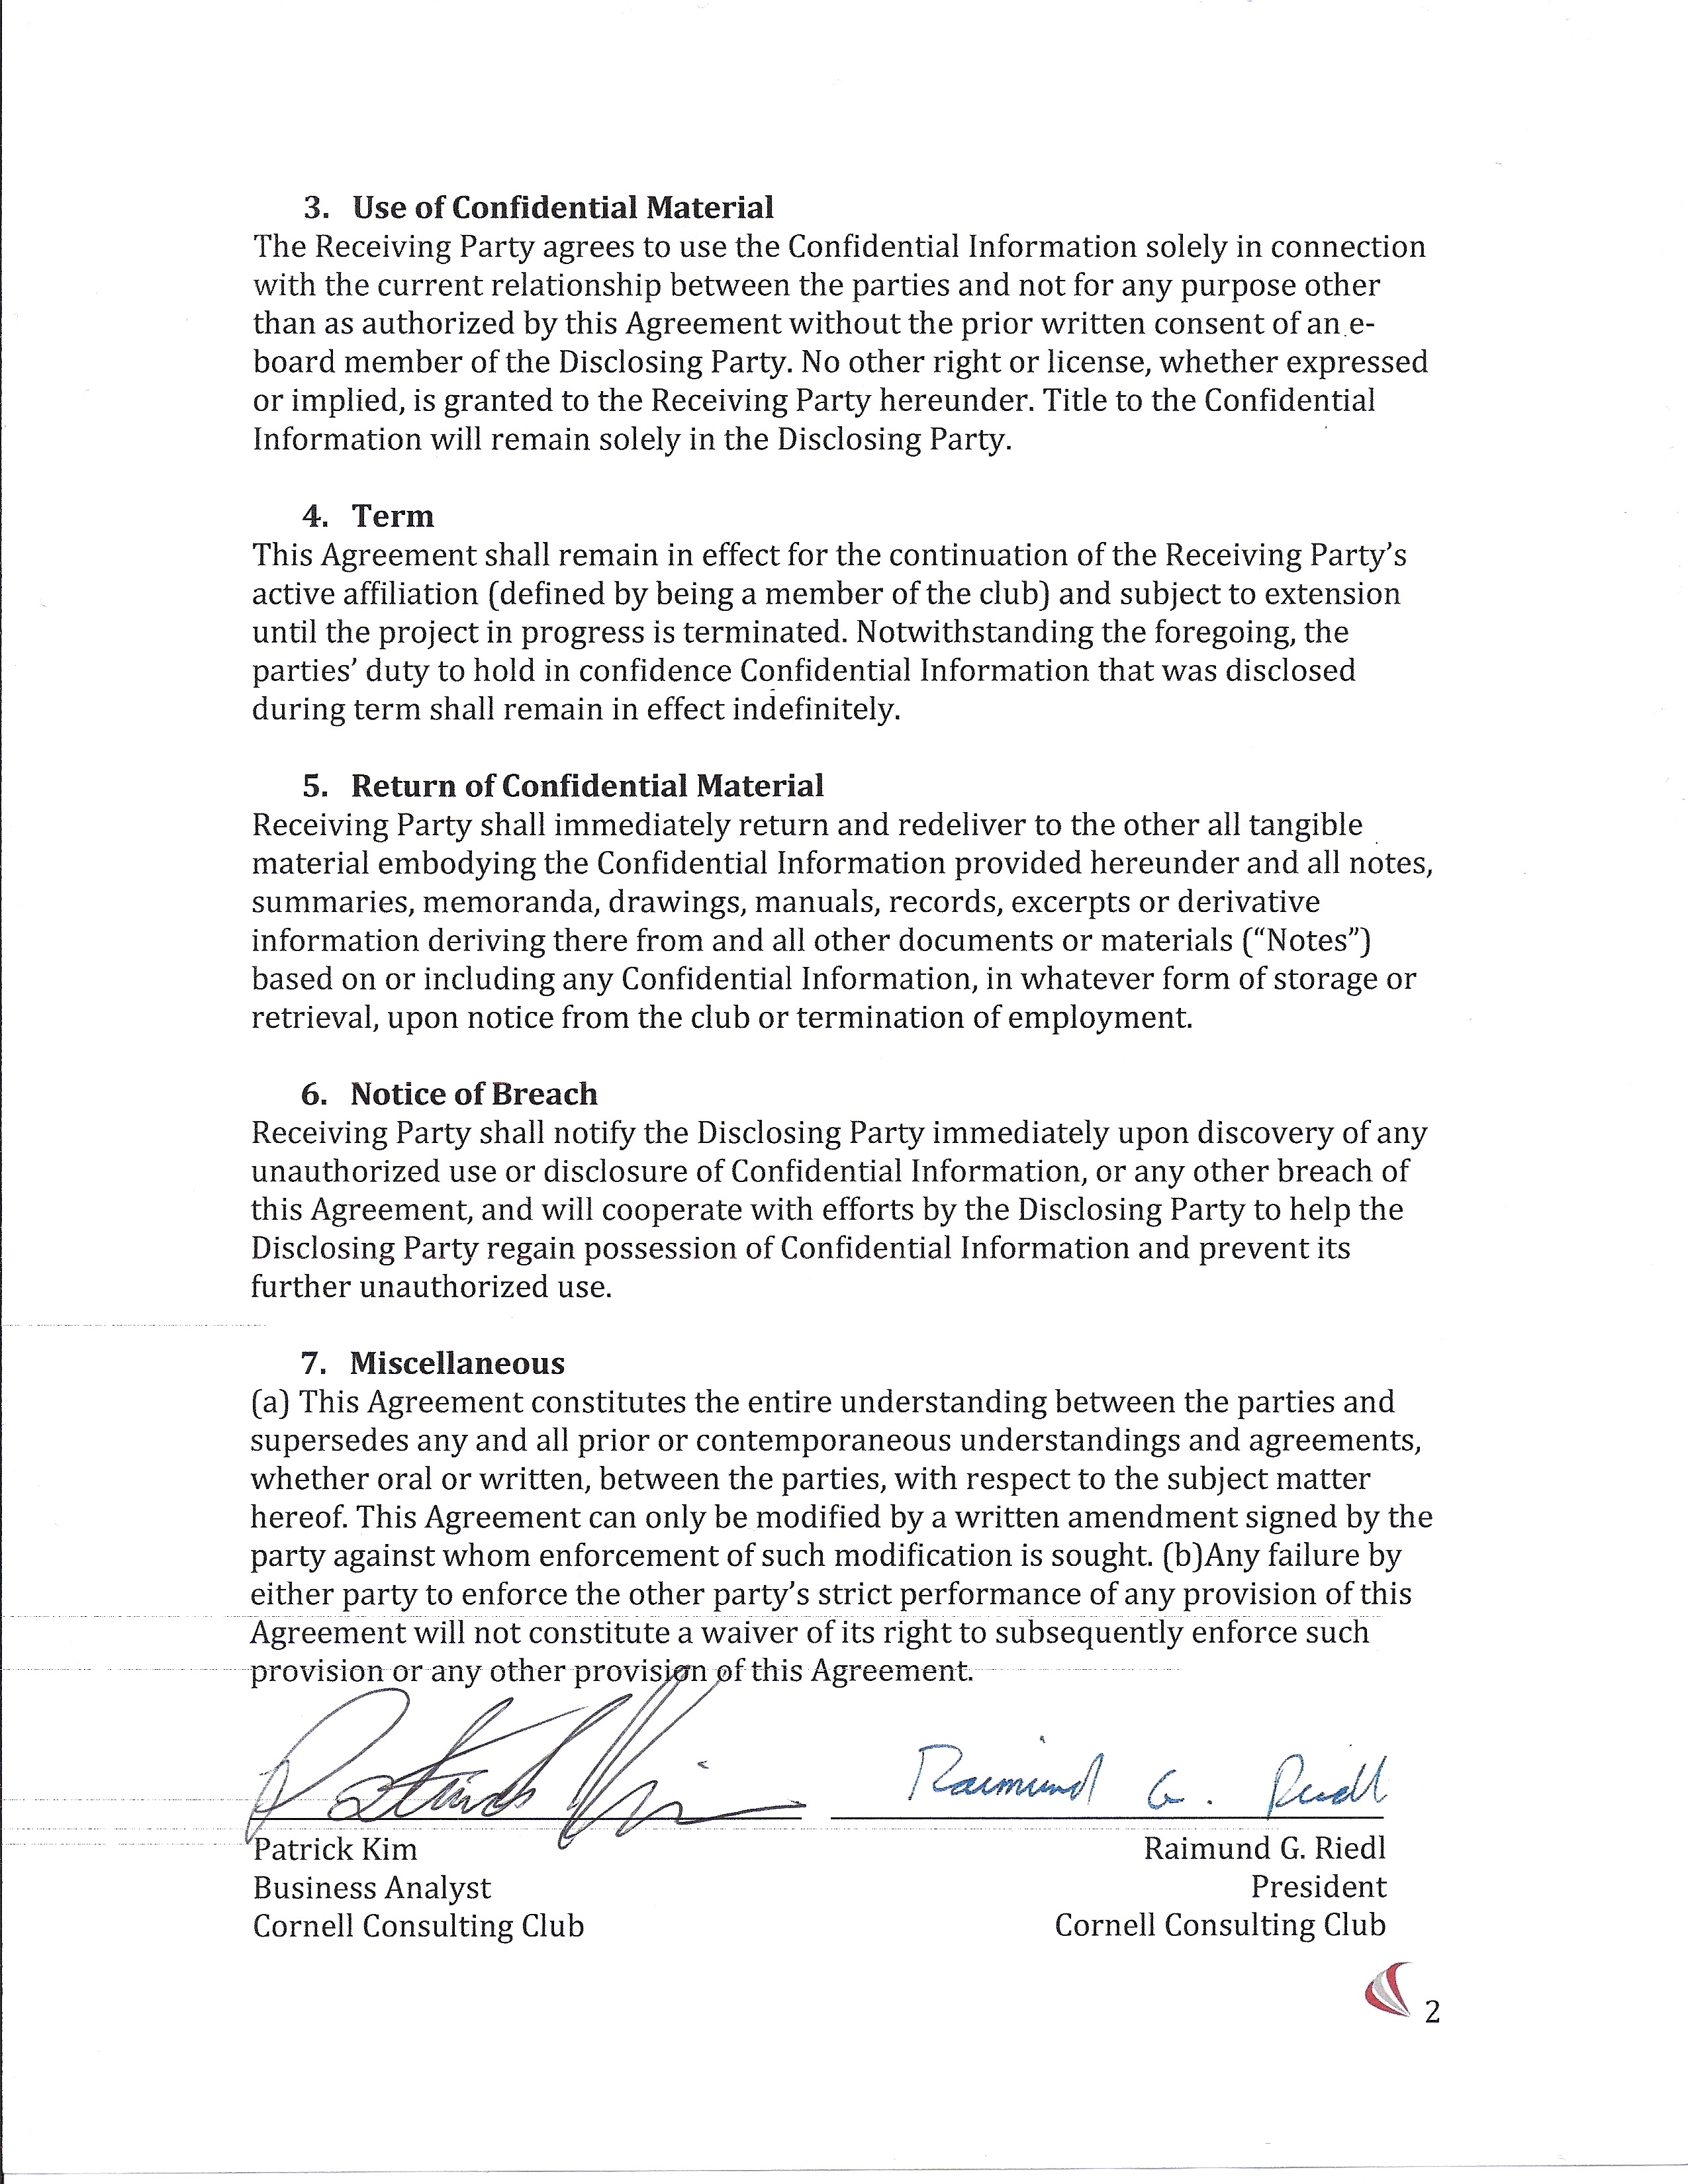 3. Use of Confidential Material
The Receiving Party agrees to use the Confidential Information solely in connection
with the current relationship between the parties and not for any purpose other
than as authorized by this Agreement without the prior written consent of an e-
board member of the Disclosing Party. No other right or license, whether expressed
or implied, is granted to the Receiving Party hereunder. Title to the Confidential
Information will remain solely in the Disclosing Party.
4. Term
This Agreement shall remain in effect for the continuation of the Receiving Party's
active affiliation (defined by being a member of the club) and subject to extension
until the project in progress is terminated. Notwithstanding the foregoing, the
parties' duty to hold in confidence Confidential Information that was disclosed
during term shall remain in effect indefinitely.
5. Return of Confidential Material
Receiving Party shall immediately return and redeliver to the other all tangible
material embodying the Confidential Information provided hereunder and all notes,
summaries, memoranda, drawings, manuals, records, excerpts or derivative
information deriving there from and all other documents or materials ("Notes")
based on or including any Confidential Information, in whatever form of storage or
retrieval, upon notice from the club or termination of employment.
6. Notice of Breach
Receiving Party shall notify the Disclosing Party immediately upon discovery of any
unauthorized use or disclosure of Confidential Information, or any other breach of
this Agreement, and will cooperate with efforts by the Disclosing Party to help the
Disclosing Party regain possession of Confidential Information and prevent its
further unauthorized use.
7. Miscellaneous
(a) This Agreement constitutes the entire understanding between the parties and
supersedes any and all prior or contemporaneous understandings and agreements,
whether oral or written, between the parties, with respect to the subject matter
hereof. This Agreement can only be modified by a written amendment signed by the
party against whom enforcement of such modification is sought. (b)Any failure by
either party to enforce the other party's strict performance of any provision of this
Agreement will not constitute a waiver of its right to subsequently enforce such
provision or any other provision of this Agreement.
Patrick Kim Raimund G. Riedl
Patrick Kim Raimund G. Riedl
Business Analyst President
Cornell Consulting Club Cornell Consulting Club
2